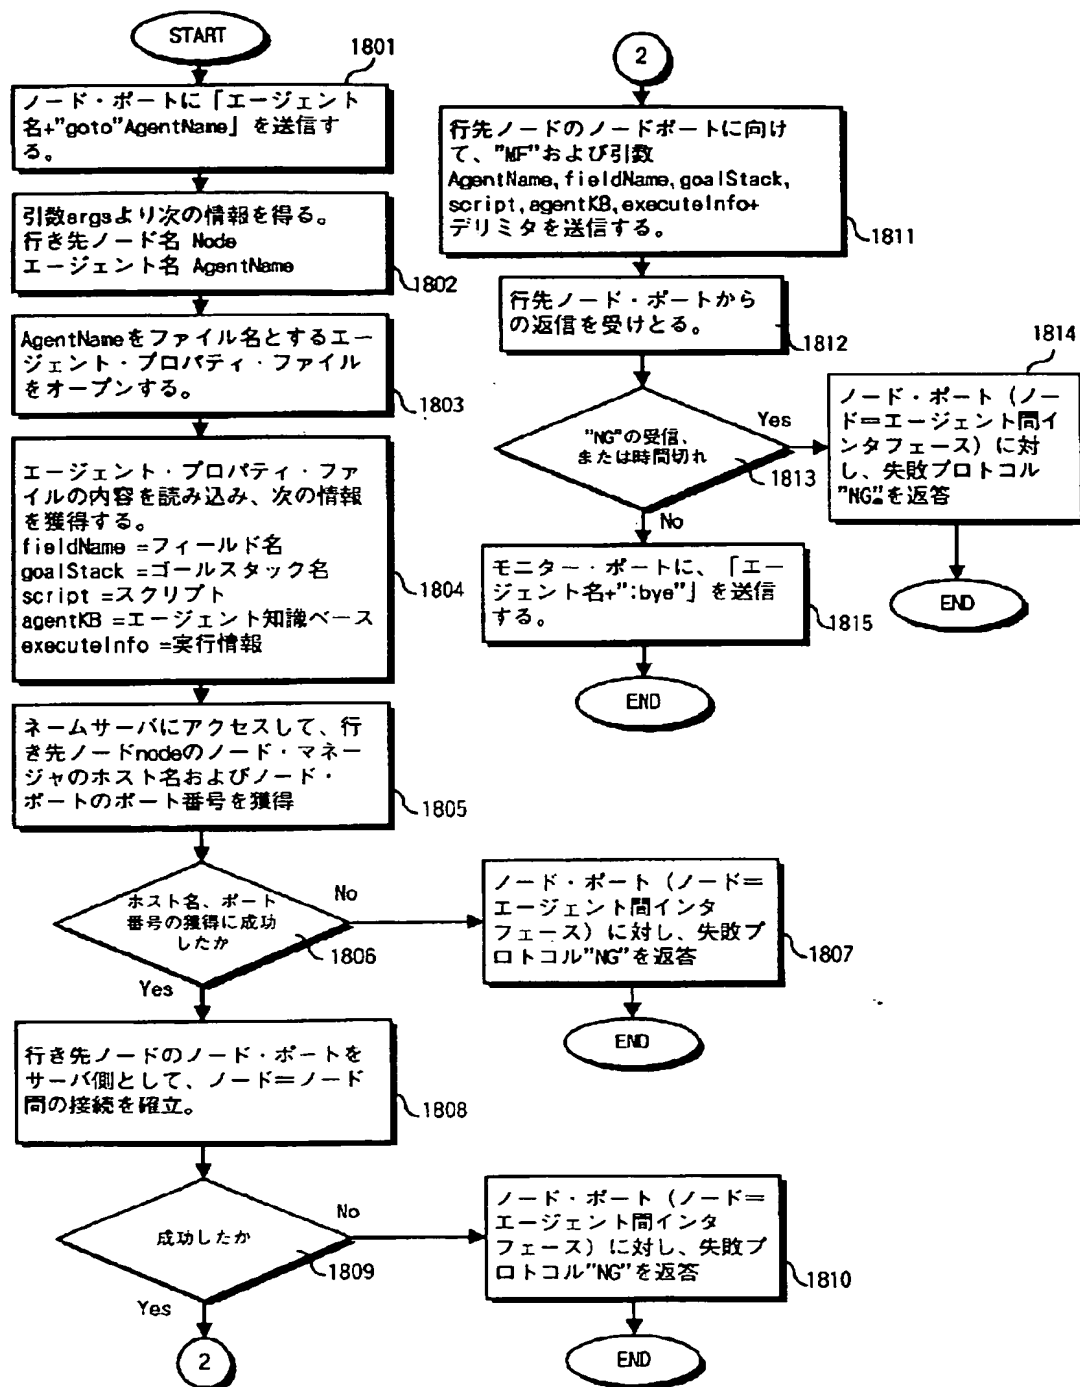 START
1801
ノード・ポートに「エージェント
名+"goto"AgentName」を送信す
る。
引数argsより次の情報を得る。
行き先ノード名 Node
エージェント名 AgentName
1802
AgentNameをファイル名とするエー
ジェント・プロパティ・ファイル
をオープンする。
1803
エージェント・プロパティ・ファ
イルの内容を読み込み、次の情報
を獲得する。
fieldName =フィールド名
goalStack =ゴールスタック名
script =スクリプト
agentKB =エージェント知識ベース
executeInfo =実行情報
1804
ネームサーバにアクセスして、行
き先ノードnodeのノード・マネー
ジャのホスト名およびノード・
ポートのポート番号を獲得
1805
ホスト名、ポート
番号の獲得に成功
したか
1806
No
Yes
ノード・ポート（ノード＝
エージェント間インタ
フェース）に対し、失敗プ
ロトコル"NG"を返答
1807
END
行き先ノードのノード・ポートを
サーバ側として、ノード＝ノード
間の接続を確立。
1808
成功したか
1809
No
Yes
ノード・ポート（ノード＝
エージェント間インタ
フェース）に対し、失敗プ
ロトコル"NG"を返答
1810
END
2
2
行先ノードのノードポートに向け
て、"MF"および引数
AgentName,fieldName,goalStack,
script,agentKB,executeInfo+
デリミタを送信する。
1811
行先ノード・ポートから
の返信を受けとる。
1812
"NG"の受信、
または時間切れ
1813
Yes
No
1814
ノード・ポート（ノー
ド＝エージェント間イ
ンタフェース）に対
し、失敗プロトコル
"NG"を返答
END
モニター・ポートに、「エー
ジェント名+":bye"」を送信
する。
1815
END